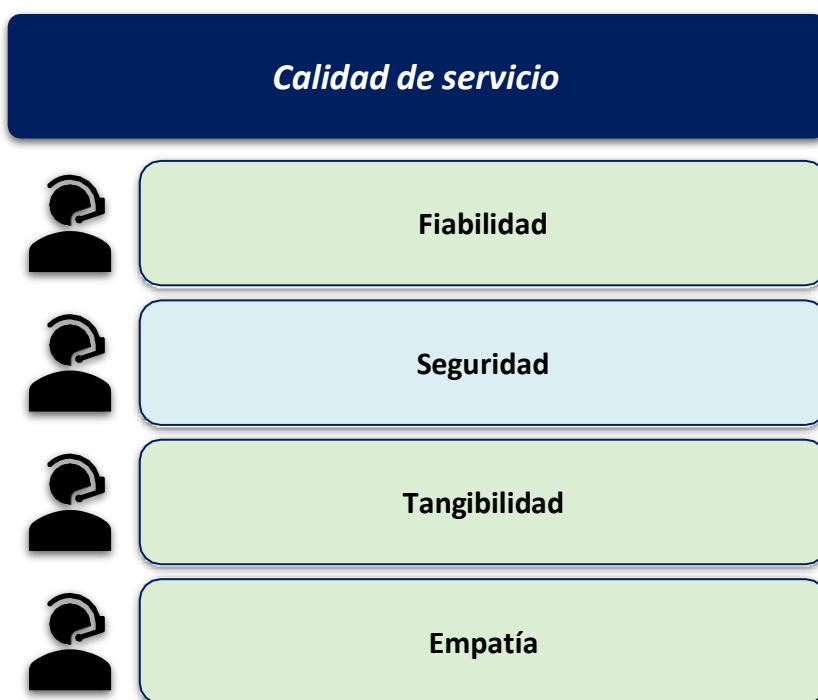 Calidad de servicio
Fiabilidad
Seguridad
Tangibilidad
Empatía